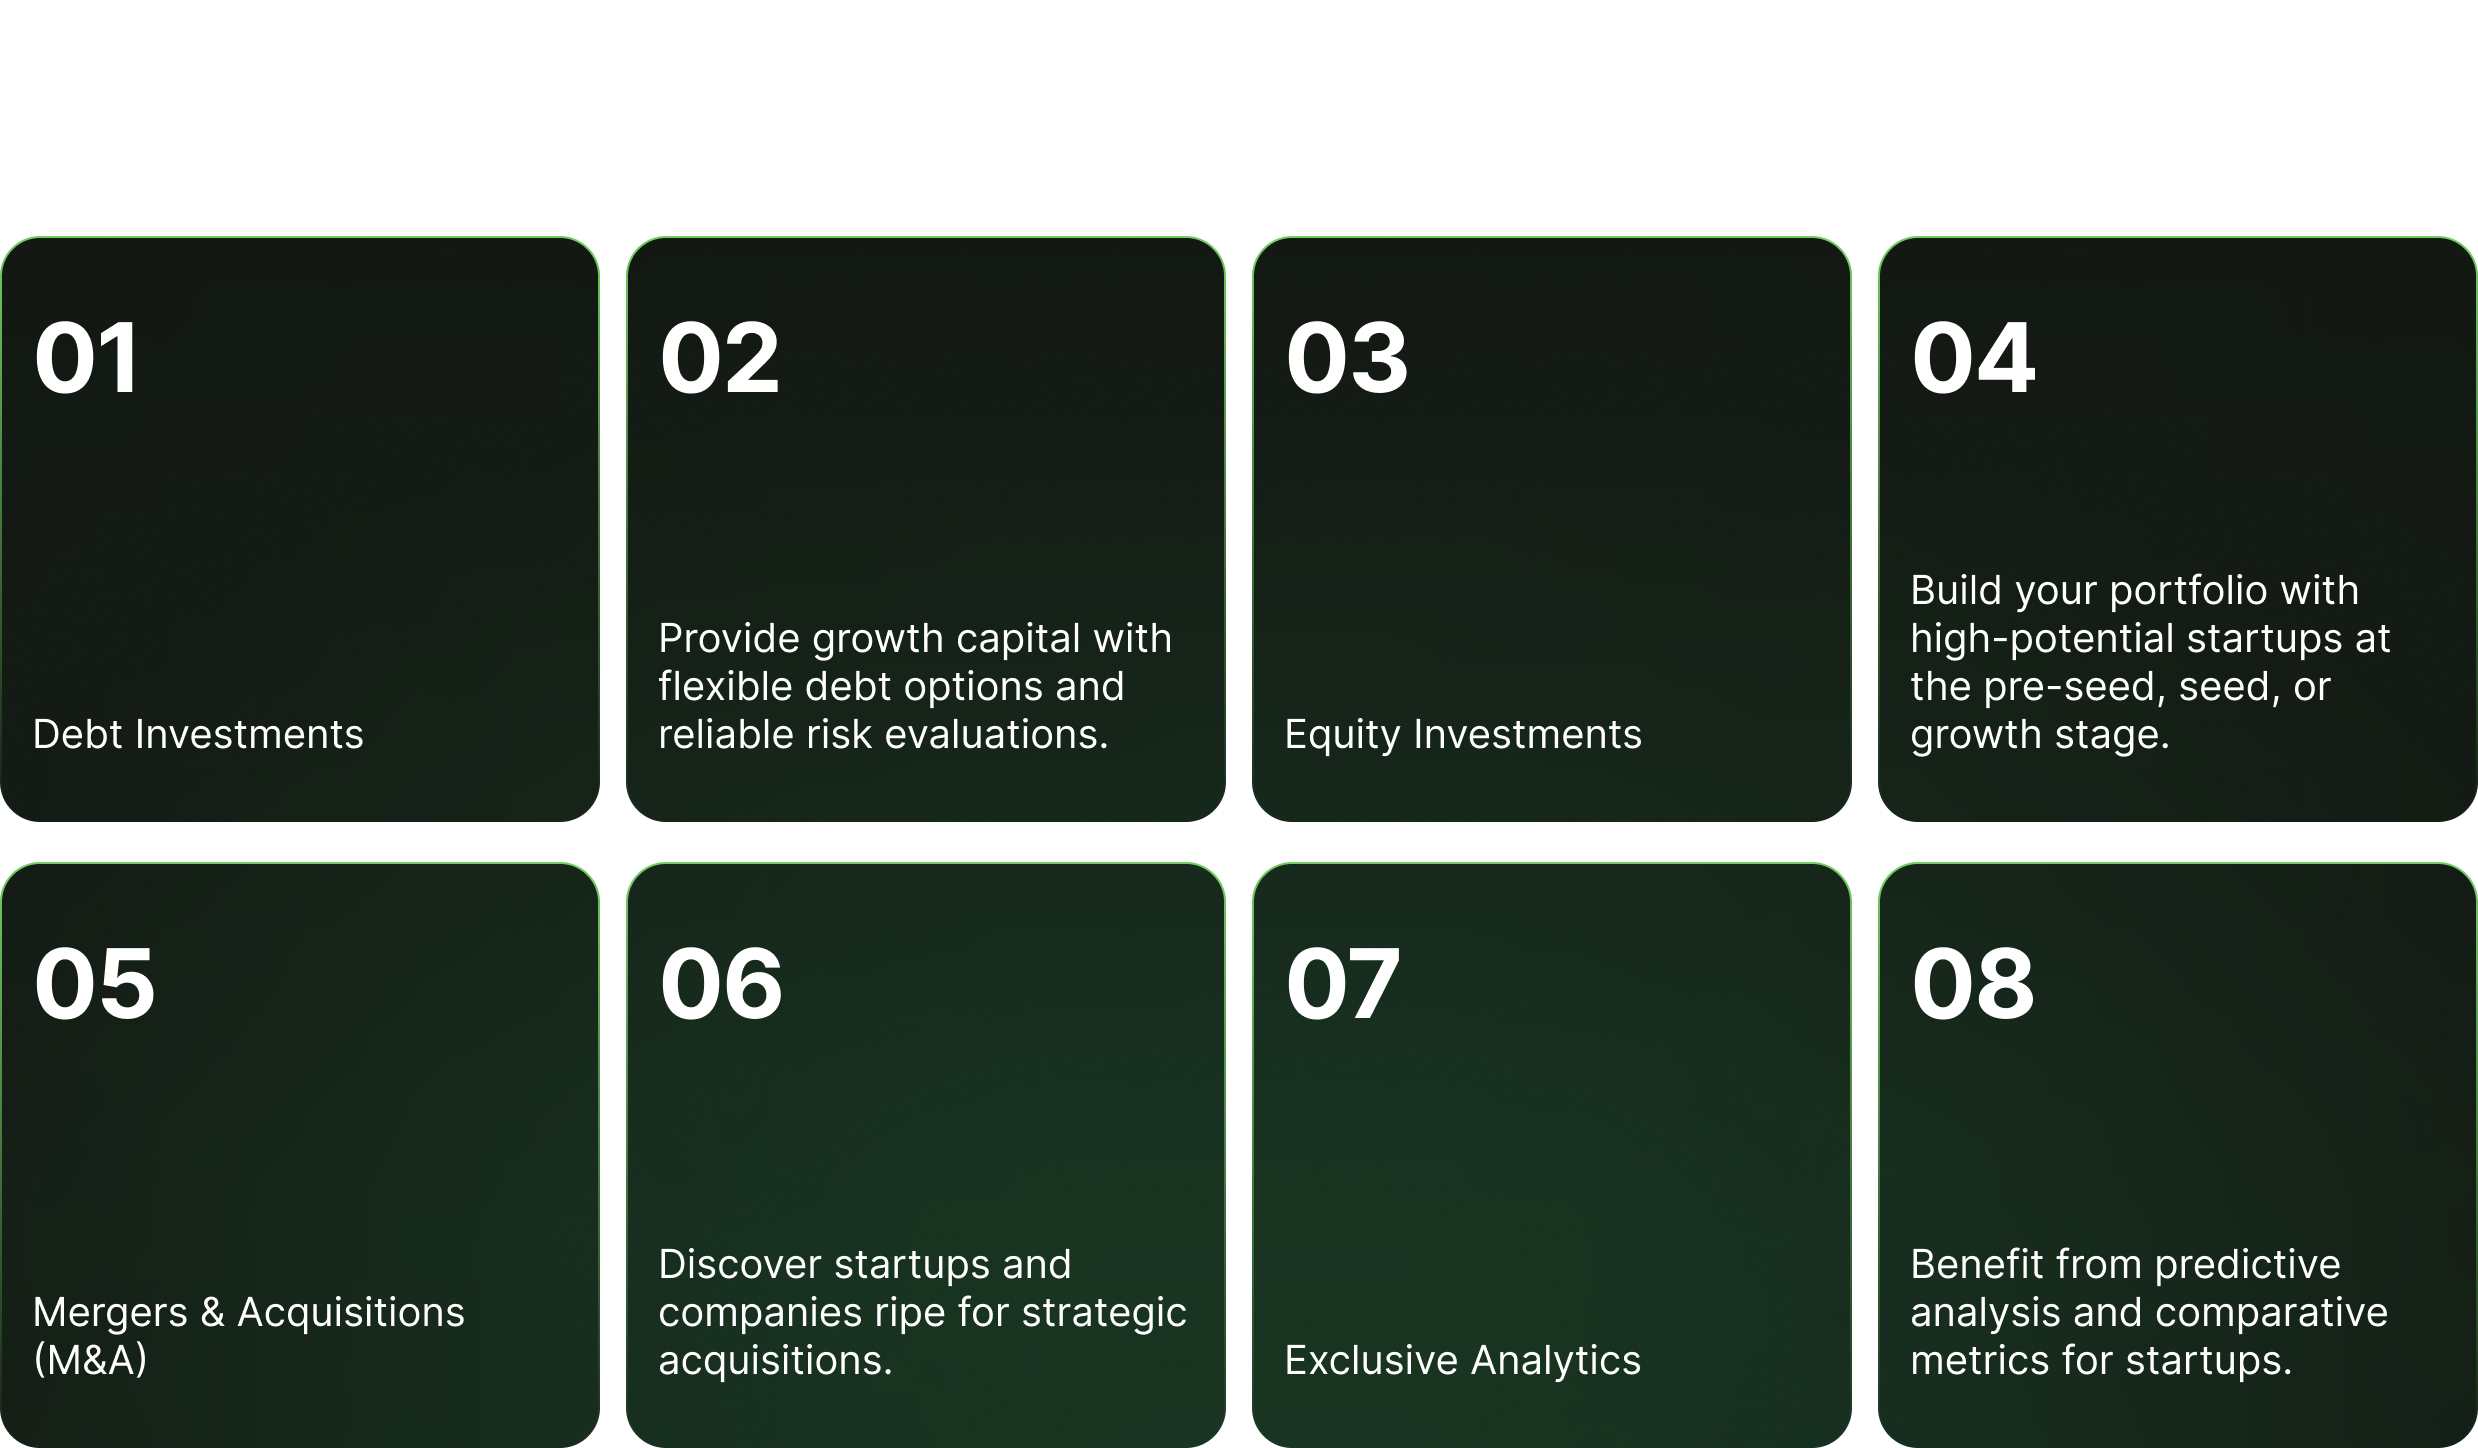 01
Debt Investments
02
Provide growth capital with
flexible debt options and
reliable risk evaluations.
03
Equity Investments
04
Build your portfolio with
high-potential startups at
the pre-seed, seed, or
growth stage.
05
Mergers & Acquisitions
(M&A)
06
Discover startups and
companies ripe for strategic
acquisitions.
07
Exclusive Analytics
08
Benefit from predictive
analysis and comparative
metrics for startups.